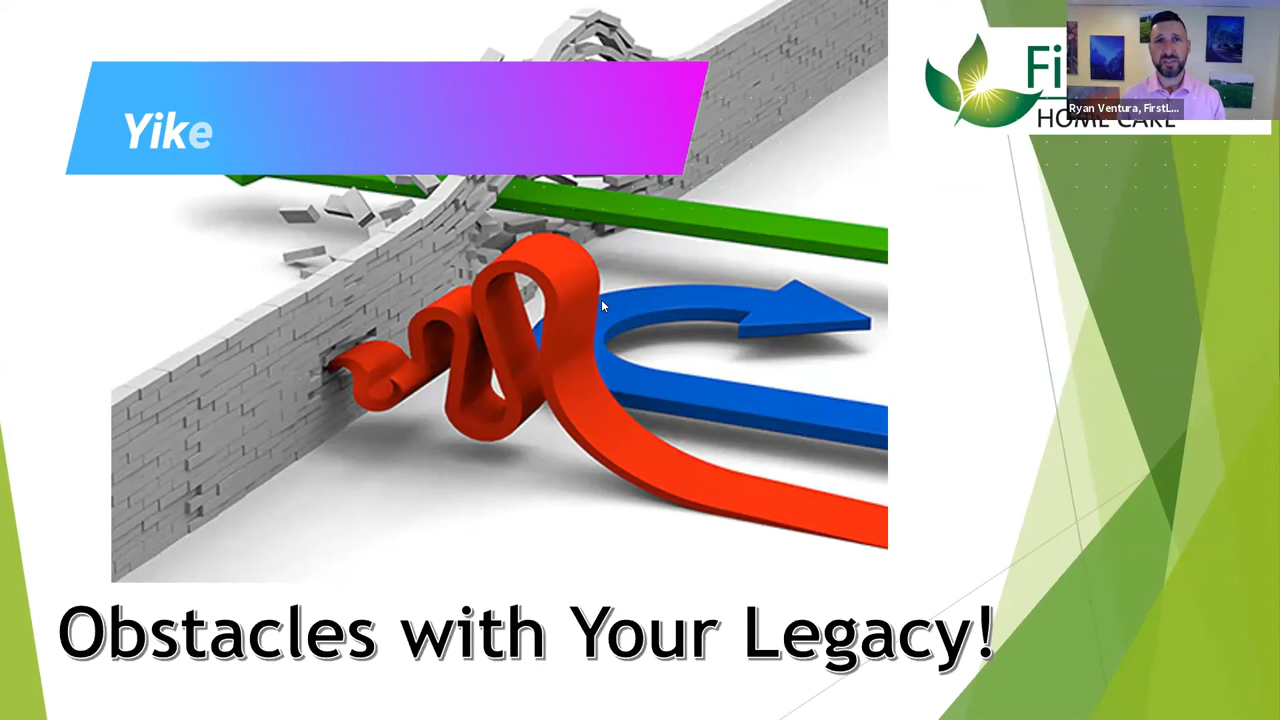 Yike
Fi
HOME CARE
Ryan Ventura, FirstL...
Obstacles with Your Legacy!